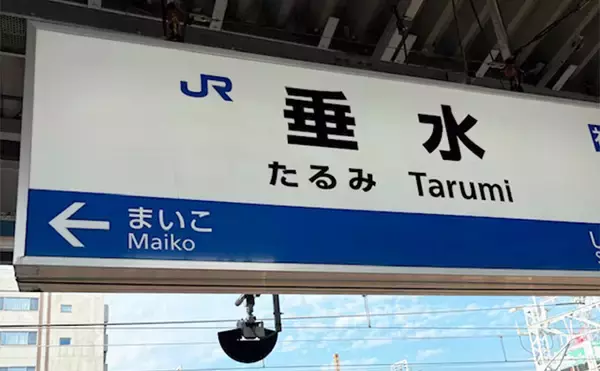 JR
垂水
たるみ Tarumi
まいこ
Maiko